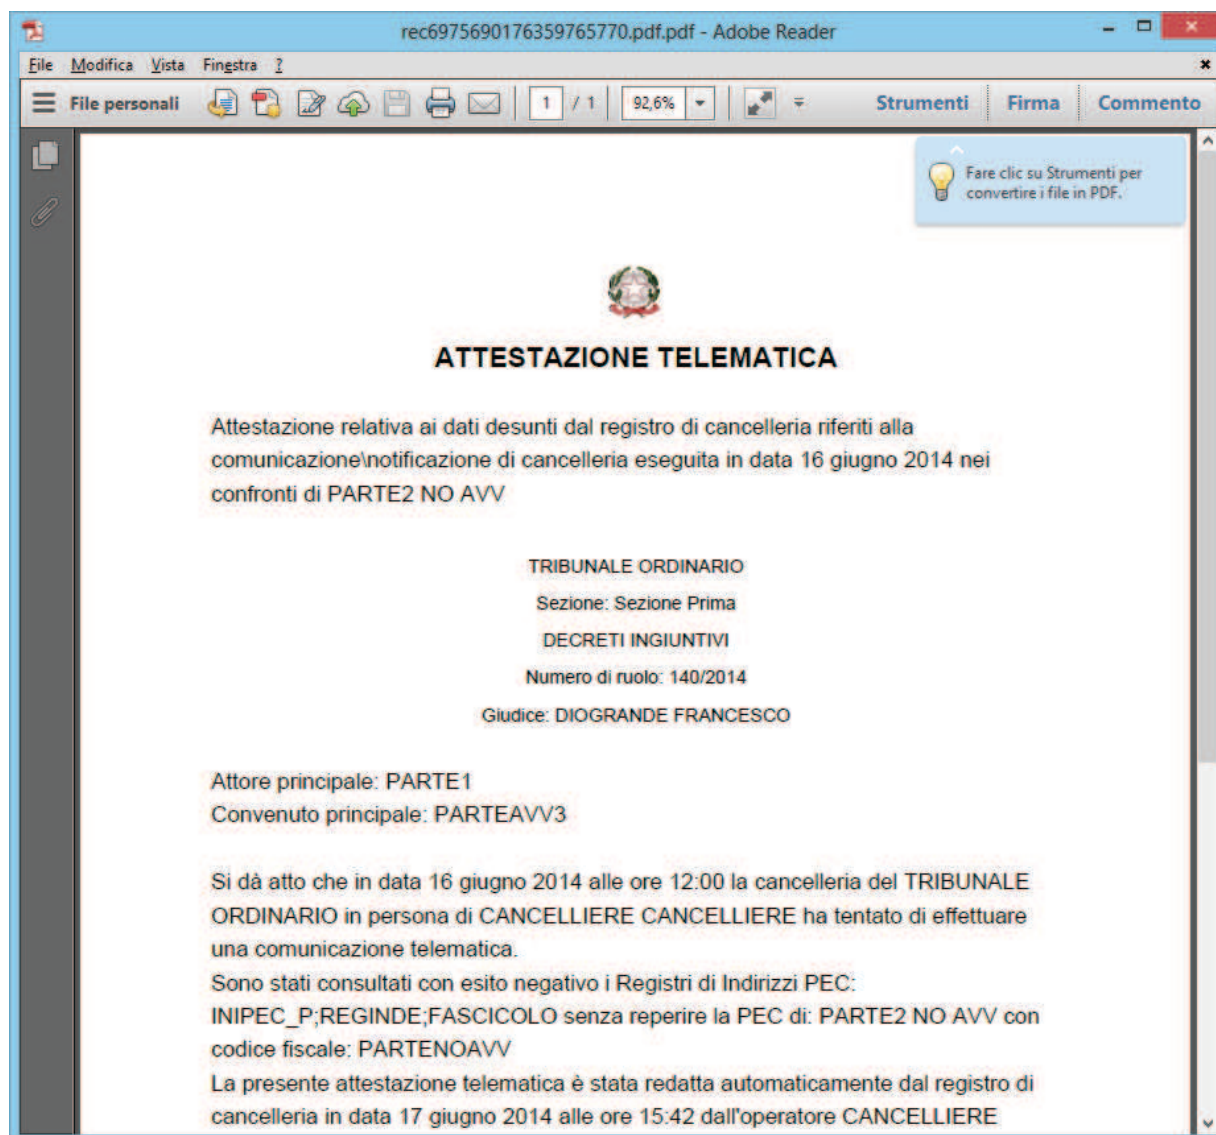 rec6975690176359765770.pdf.pdf - Adobe Reader
File Modifica Vista Finestra ?
File personali 1 / 1 92,6% Strumenti Firma Commento
Fare clic su Strumenti per
convertire i file in PDF.
ATTESTAZIONE TELEMATICA
Attestazione relativa ai dati desunti dal registro di cancelleria riferiti alla
comunicazione\notificazione di cancelleria eseguita in data 16 giugno 2014 nei
confronti di PARTE2 NO AVV
TRIBUNALE ORDINARIO
Sezione: Sezione Prima
DECRETI INGIUNTIVI
Numero di ruolo: 140/2014
Giudice: DIOGRANDE FRANCESCO
Attore principale: PARTE1
Convenuto principale: PARTEAVV3
Si dà atto che in data 16 giugno 2014 alle ore 12:00 la cancelleria del TRIBUNALE
ORDINARIO in persona di CANCELLIERE CANCELLIERE ha tentato di effettuare
una comunicazione telematica.
Sono stati consultati con esito negativo i Registri di Indirizzi PEC:
INIPEC_P;REGINDE;FASCICOLO senza reperire la PEC di: PARTE2 NO AVV con
codice fiscale: PARTENOAVV
La presente attestazione telematica è stata redatta automaticamente dal registro di
cancelleria in data 17 giugno 2014 alle ore 15:42 dall'operatore CANCELLIERE